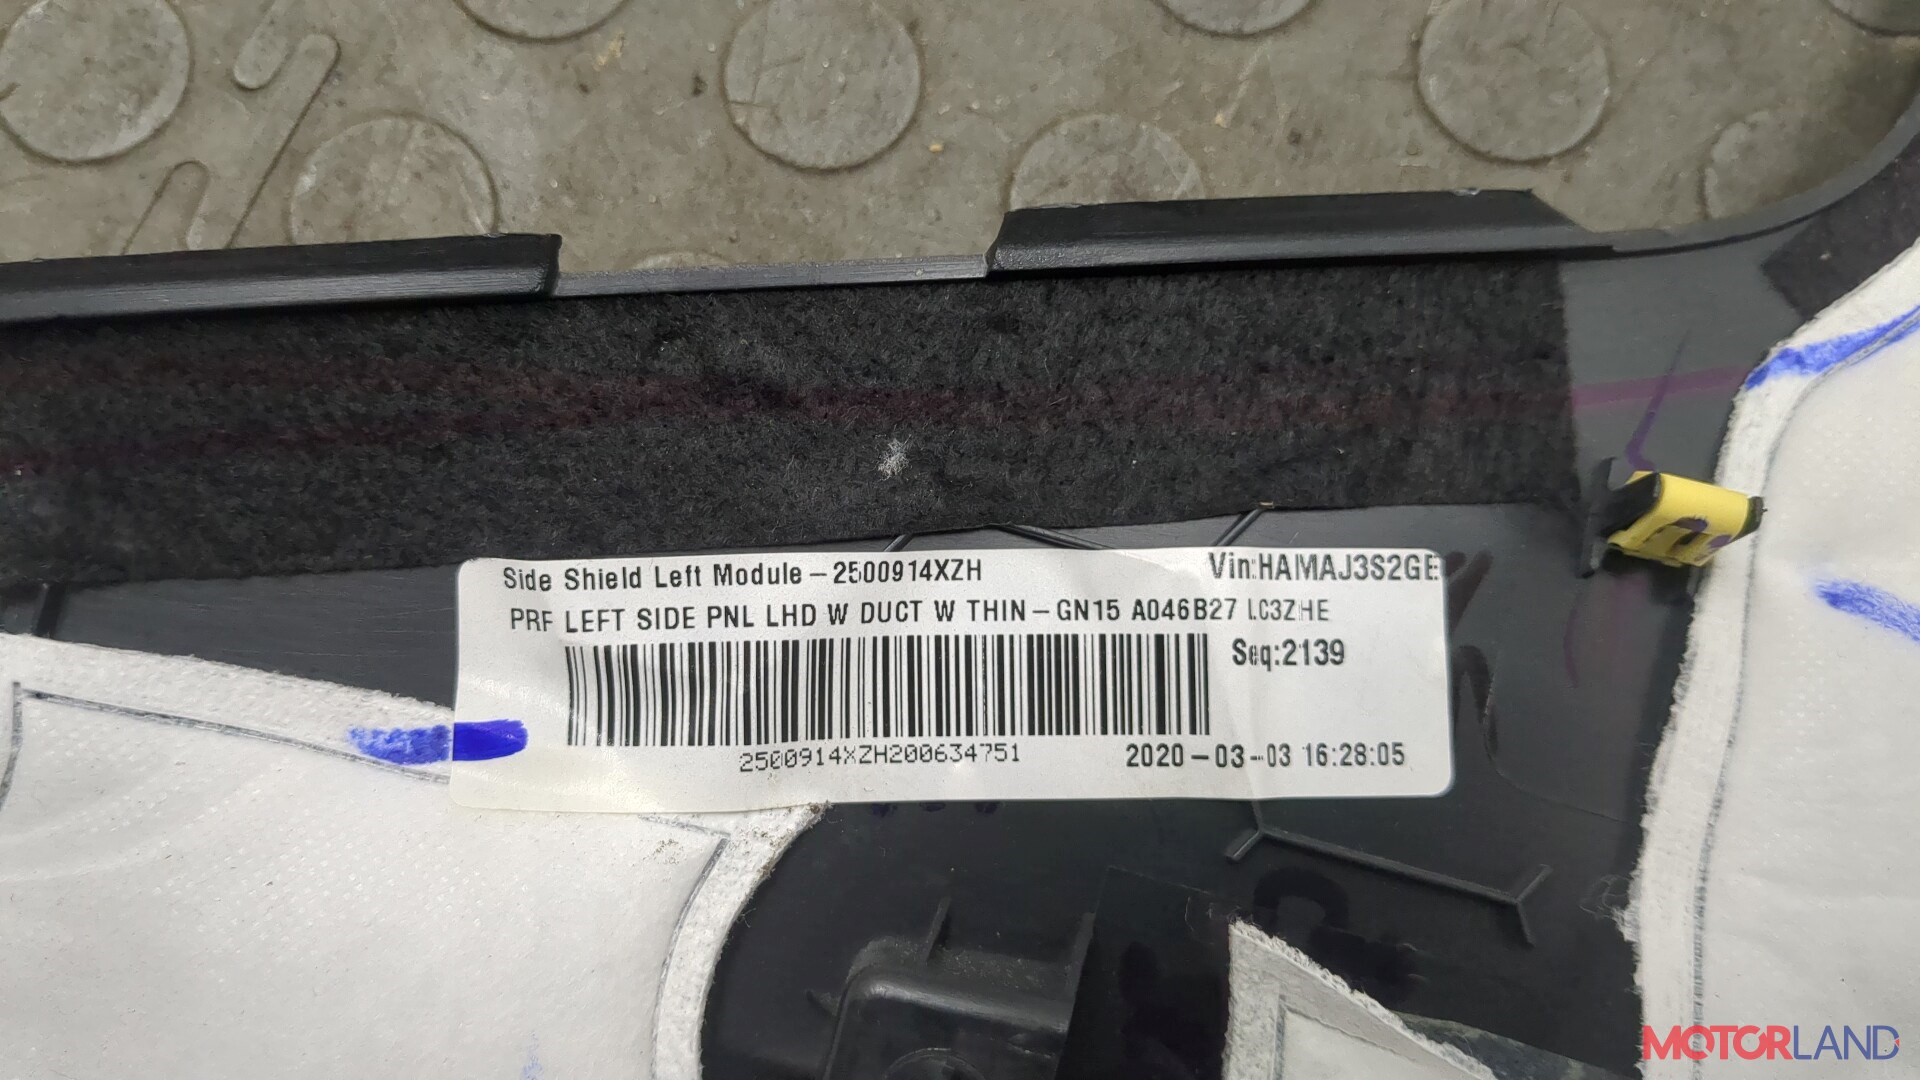 Side Shield Left Module - 2500914XZH
Vin:HAMAJ3S2GE
PRF LEFT SIDE PNL LHD W DUCT W THIN - GN15 A046B27 LC3ZHE
Seq:2139
2500914XZH200634751
2020-03-03 16:28:05
MOTORLAND